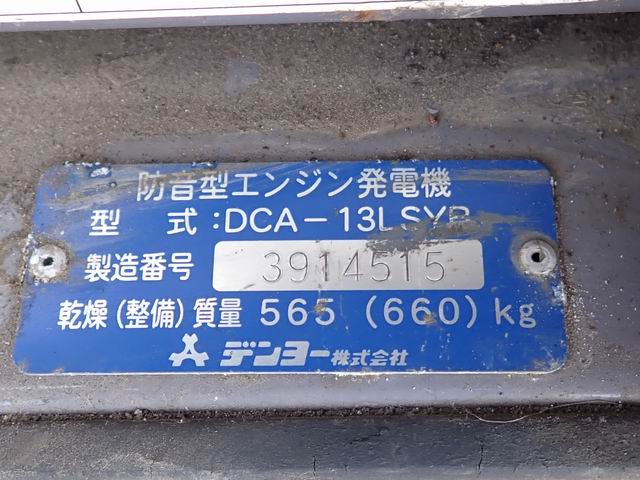 防音型エンジン発電機
型 式:DCA-13LSYB
製造番号 3914515
乾燥(整備)質量 565 (660)kg
デンヨー株式会社